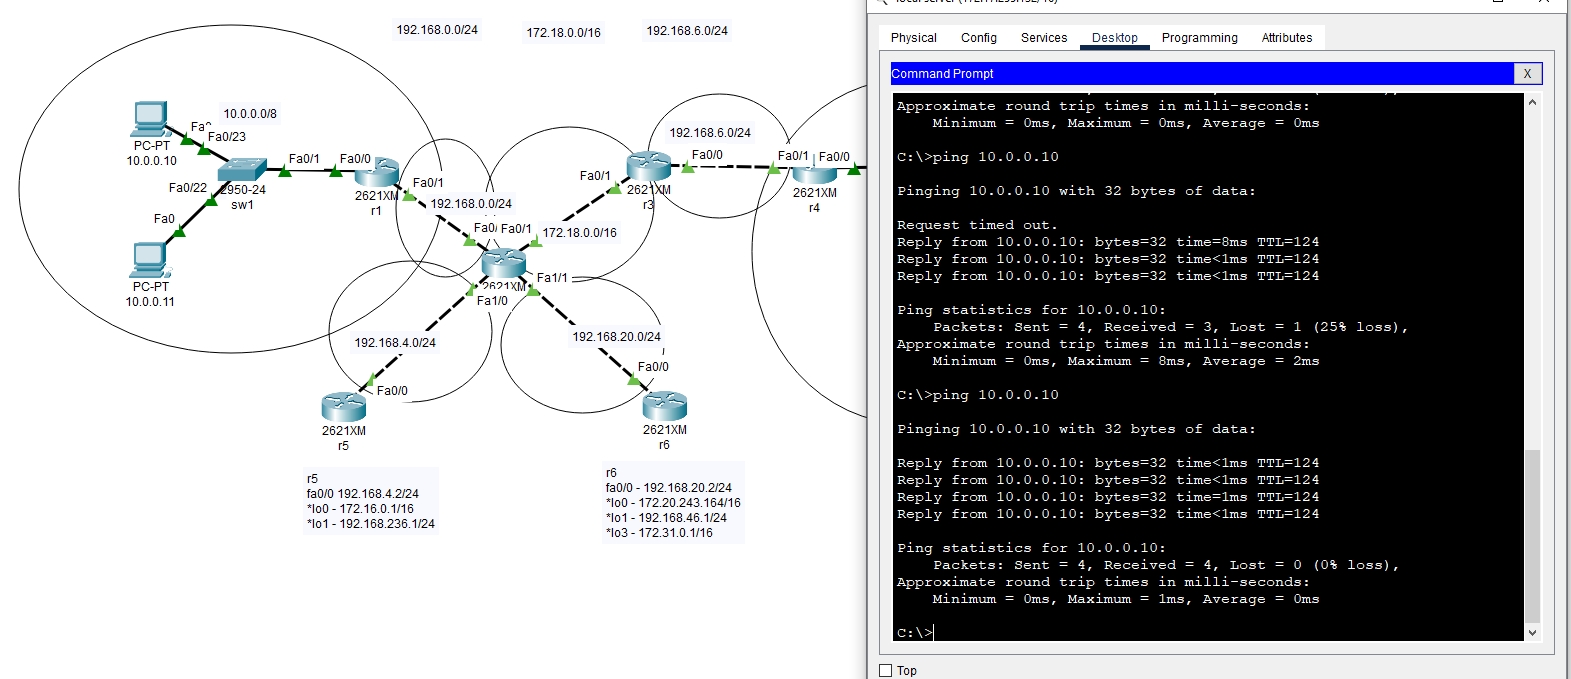 192.168.0.0/24
172.18.0.0/16
192.168.6.0/24
10.0.0.0/8
PC-PT
10.0.0.10
Fa0/23
Fa0/22
Fa0
PC-PT
10.0.0.11
2950-24
sw1
Fa0/1
Fa0/0
2621XM
r1
Fa0/1
192.168.0.0/24
Fa0/1
172.18.0.0/16
2621XM
Fa1/0
Fa1/1
Fa0/1
2621XM
r3
192.168.6.0/24
Fa0/0
Fa0/1
Fa0/0
2621XM
r4
192.168.4.0/24
Fa0/0
2621XM
r5
192.168.20.0/24
Fa0/0
2621XM
r6
r5
fa0/0 192.168.4.2/24
*lo0 - 172.16.0.1/16
*lo1 - 192.168.236.1/24
r6
fa0/0 - 192.168.20.2/24
*lo0 - 172.20.243.164/16
*lo1 - 192.168.46.1/24
*lo3 - 172.31.0.1/16
Physical Config Services Desktop Programming Attributes
Command Prompt
X
Approximate round trip times in milli-seconds:
Minimum = 0ms, Maximum = 0ms, Average = 0ms
C:\>ping 10.0.0.10
Pinging 10.0.0.10 with 32 bytes of data:
Request timed out.
Reply from 10.0.0.10: bytes=32 time=8ms TTL=124
Reply from 10.0.0.10: bytes=32 time<1ms TTL=124
Reply from 10.0.0.10: bytes=32 time<1ms TTL=124
Ping statistics for 10.0.0.10:
Packets: Sent = 4, Received = 3, Lost = 1 (25% loss),
Approximate round trip times in milli-seconds:
Minimum = 0ms, Maximum = 8ms, Average = 2ms
C:\>ping 10.0.0.10
Pinging 10.0.0.10 with 32 bytes of data:
Reply from 10.0.0.10: bytes=32 time<1ms TTL=124
Reply from 10.0.0.10: bytes=32 time<1ms TTL=124
Reply from 10.0.0.10: bytes=32 time=1ms TTL=124
Reply from 10.0.0.10: bytes=32 time<1ms TTL=124
Ping statistics for 10.0.0.10:
Packets: Sent = 4, Received = 4, Lost = 0 (0% loss),
Approximate round trip times in milli-seconds:
Minimum = 0ms, Maximum = 1ms, Average = 0ms
C:\>
Top